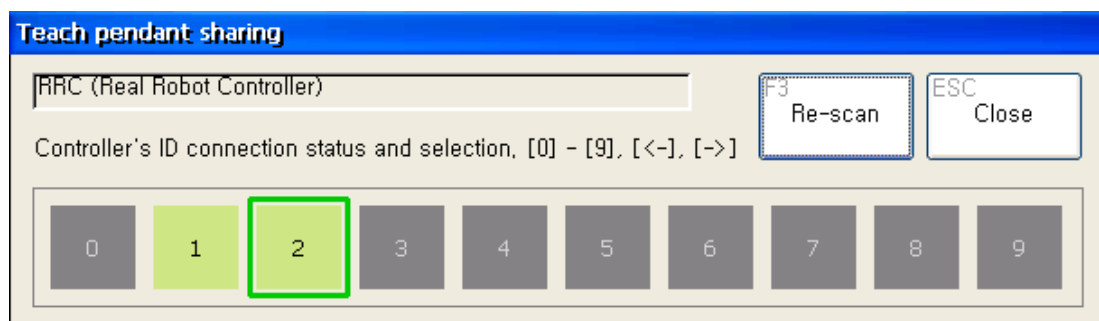 Teach pendant sharing
RRC (Real Robot Controller)
F3
Re-scan
ESC
Close
Controller's ID connection status and selection, [0] - [9], [<-], [->]
0 1 2 3 4 5 6 7 8 9